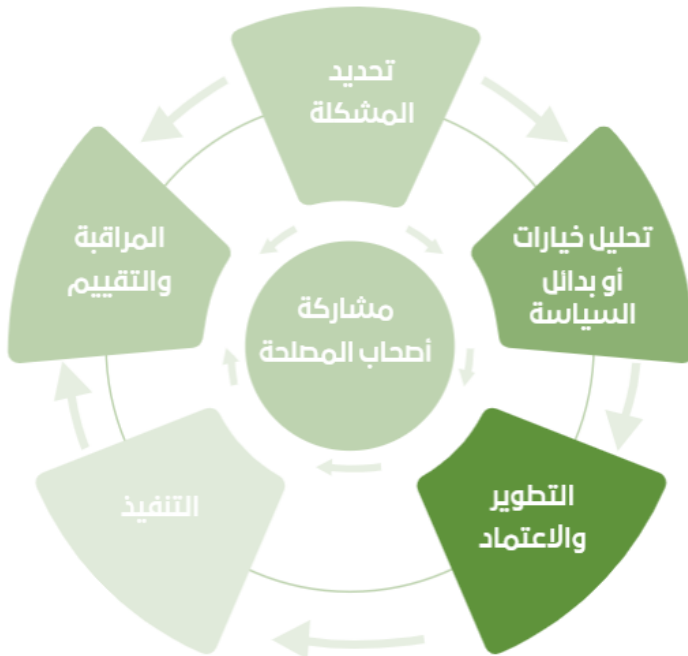 تحديد
المشكلة
تحليل خيارات
أو بدائل
السياسة
التطوير
والاعتماد
التنفيذ
المراقبة
والتقييم
مشاركة
أصحاب المصلحة